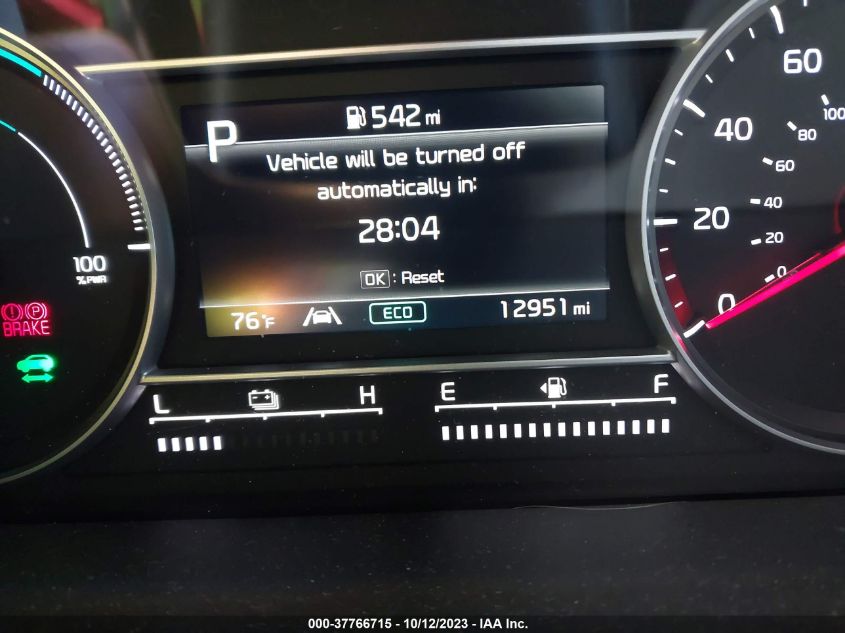 542 mi
P
Vehicle will be turned off
automatically in:
28:04
OK : Reset
76°F ECO 12951 mi
100
%PWR
BRAKE
L H
E F
60
40
20
0
100
80
60
40
20
0
000-37766715 - 10/12/2023 - IAA Inc.